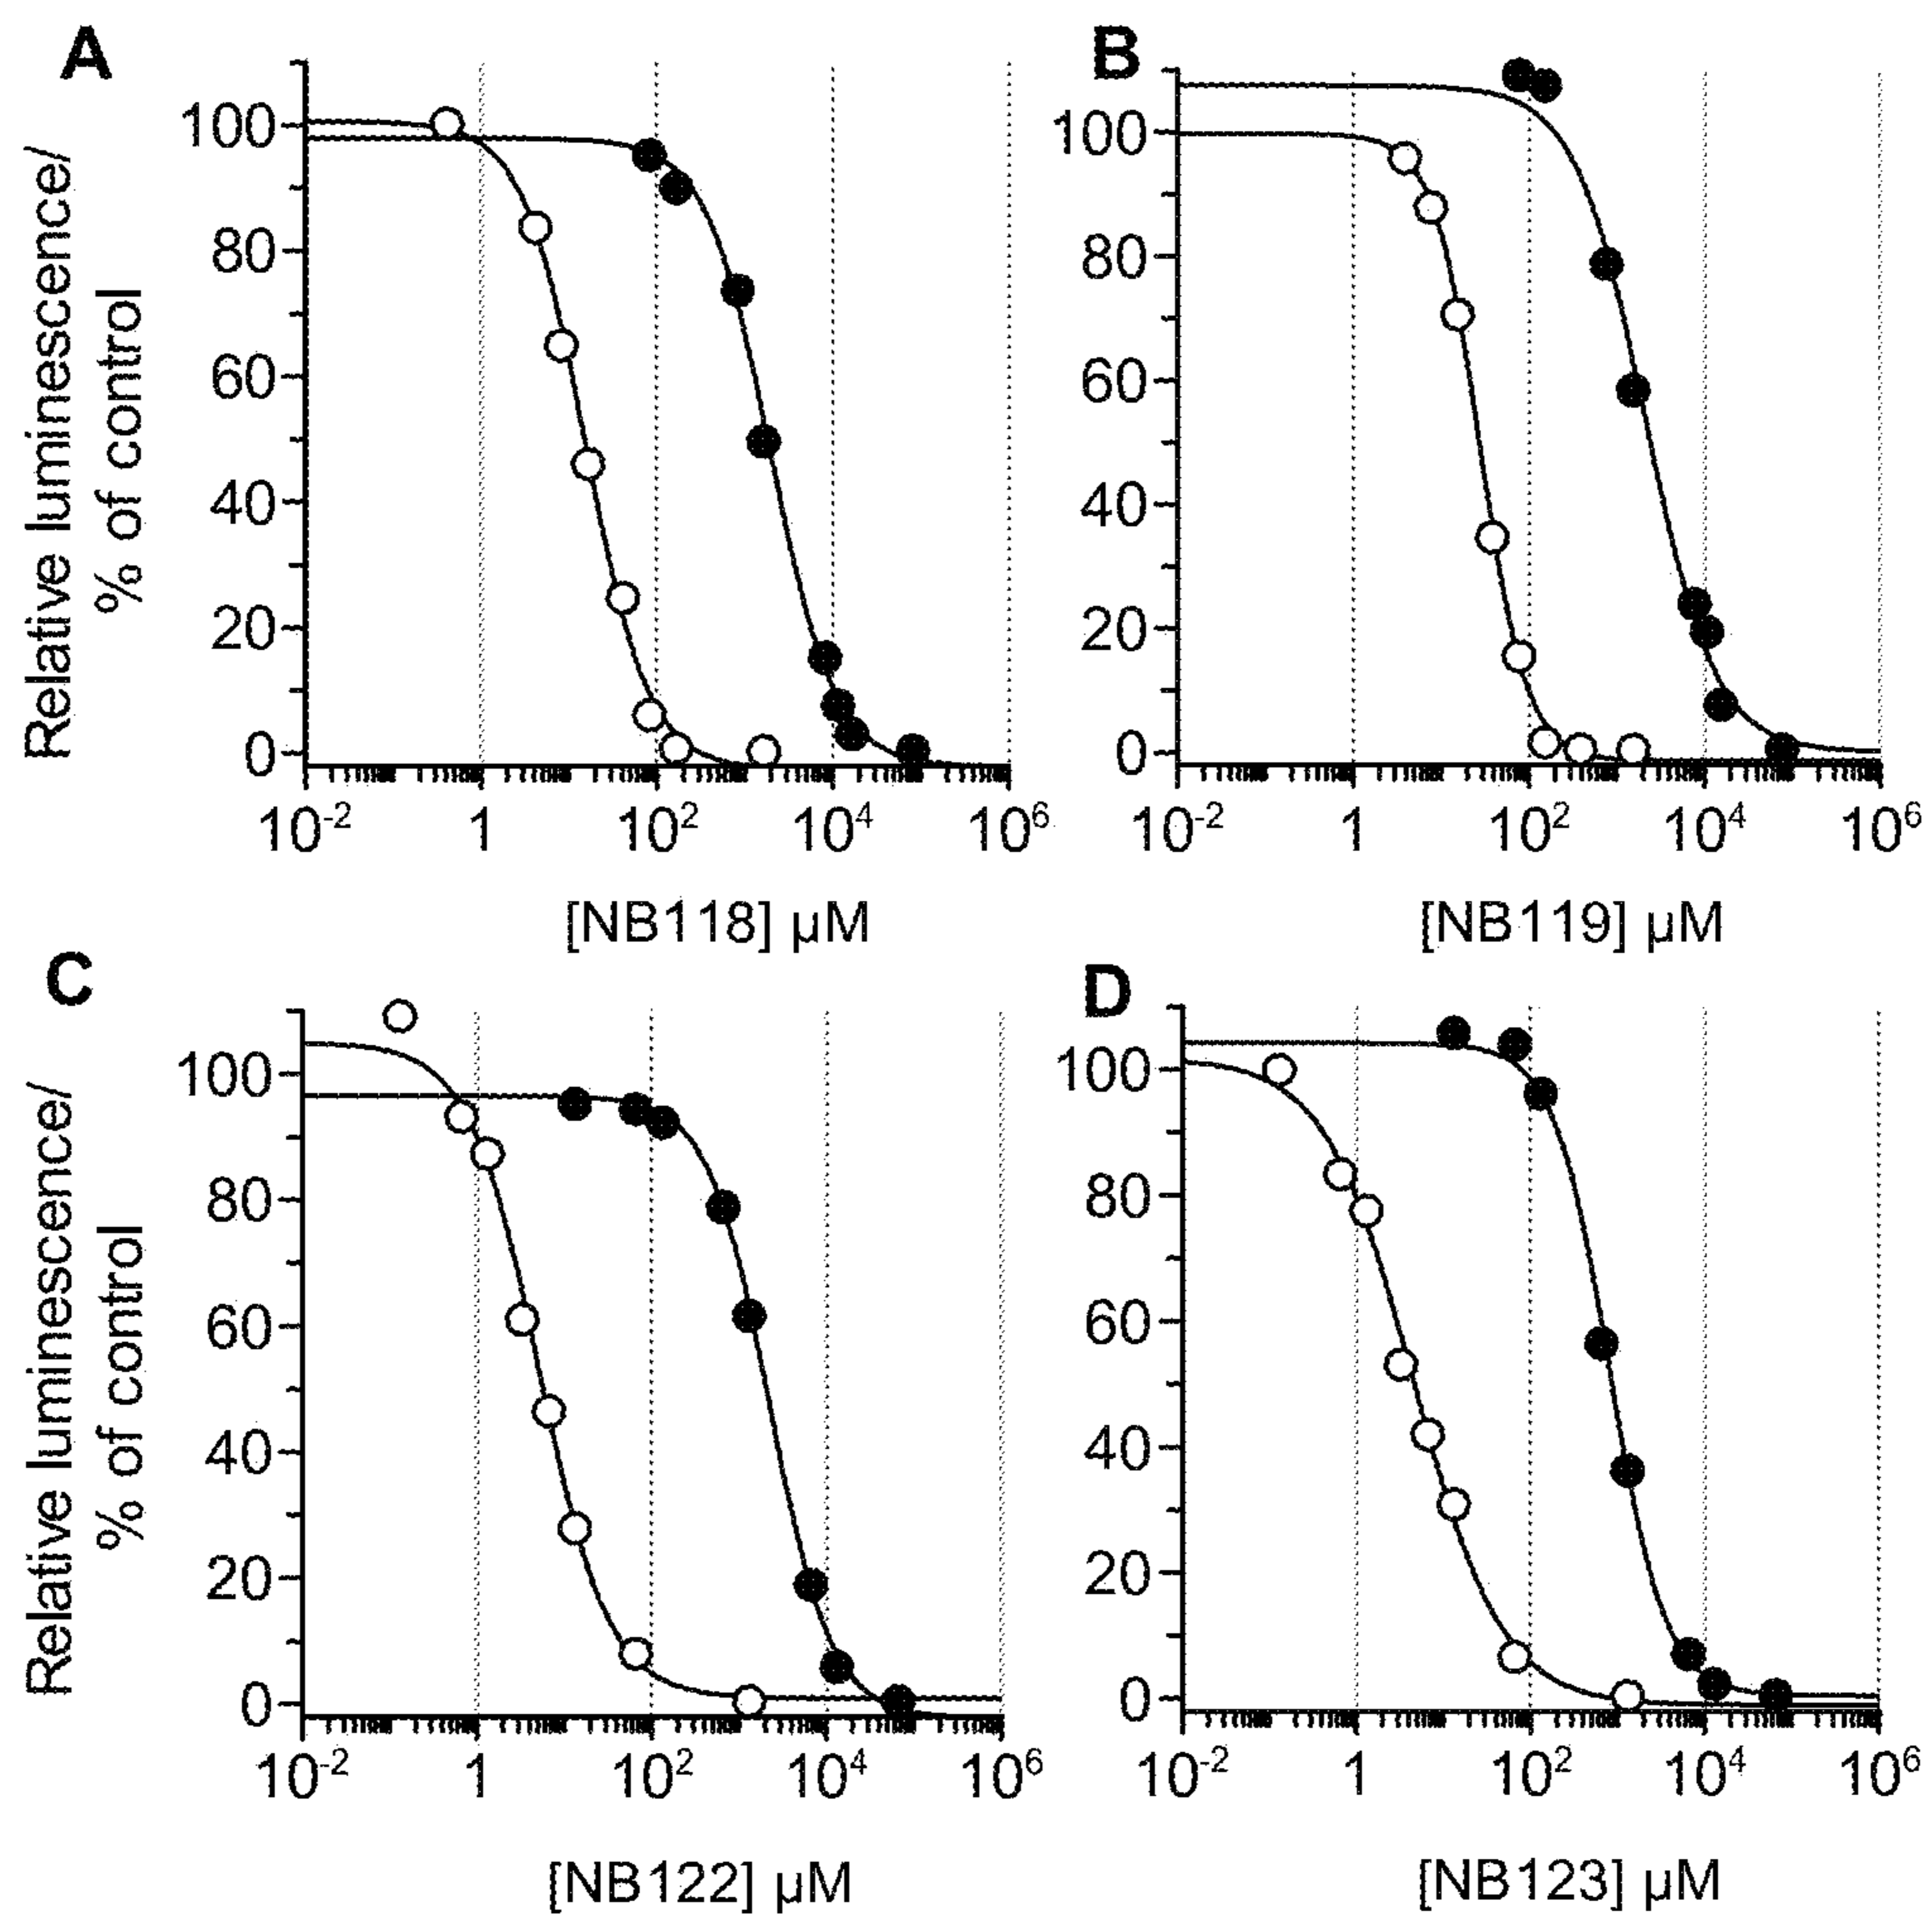 A
Relative luminescence/
% of control
100
80
60
40
20
0
10-2 1 10² 10⁴ 10⁶
[NB118] µM
B
100
80
60
40
20
0
10-2 1 10² 10⁴ 10⁶
[NB119] µM
C
Relative luminescence/
% of control
100
80
60
40
20
0
10-2 1 10² 10⁴ 10⁶
[NB122] µM
D
100
80
60
40
20
0
10-2 1 10² 10⁴ 10⁶
[NB123] µM